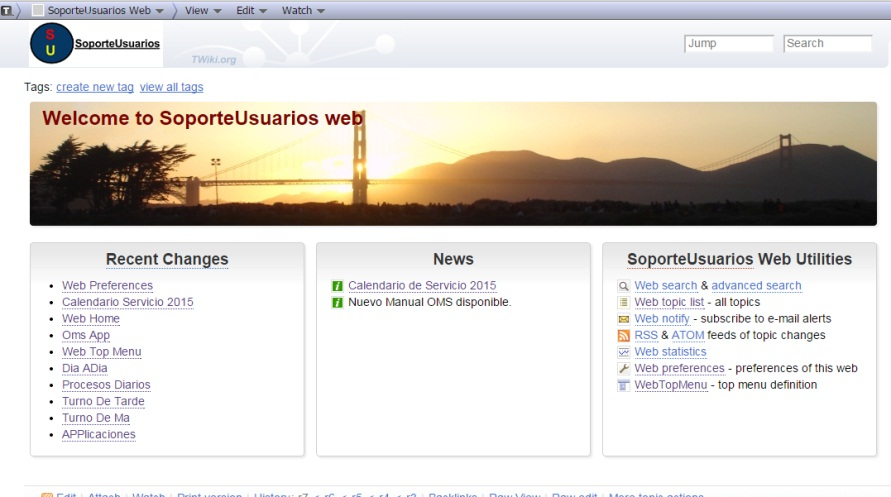 T SoporteUsuarios Web View Edit Watch
S
U
SoporteUsuarios
TWiki.org
Jump
Search
Tags: create new tag view all tags
Welcome to SoporteUsuarios web
Recent Changes
Web Preferences
Calendario Servicio 2015
Web Home
Oms App
Web Top Menu
Dia ADia
Procesos Diarios
Turno De Tarde
Turno De Ma
APPlicaciones
News
Calendario de Servicio 2015
Nuevo Manual OMS disponible.
SoporteUsuarios Web Utilities
Web search & advanced search
Web topic list - all topics
Web notify - subscribe to e-mail alerts
RSS & ATOM feeds of topic changes
Web statistics
Web preferences - preferences of this web
WebTopMenu - top menu definition
Edit | Attach | Watch | Print version | History: r7 < r6 < r5 < r4 < r3 | Backlinks | Raw View | Raw edit | More topic actions